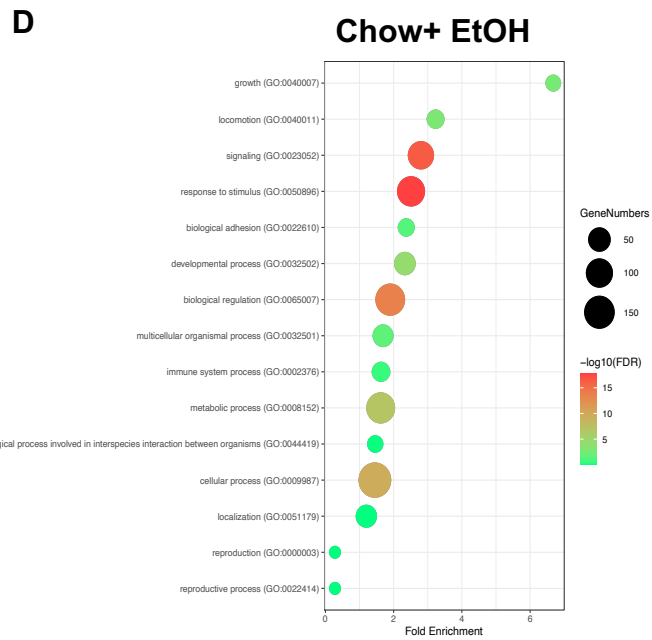 D
Chow+ EtOH
growth (GO:0040007)
locomotion (GO:0040011)
signaling (GO:0023052)
response to stimulus (GO:0050896)
biological adhesion (GO:0022610)
developmental process (GO:0032502)
biological regulation (GO:0065007)
multicellular organismal process (GO:0032501)
immune system process (GO:0002376)
metabolic process (GO:0008152)
gical process involved in interspecies interaction between organisms (GO:0044419)
cellular process (GO:0009987)
localization (GO:0051179)
reproduction (GO:0000003)
reproductive process (GO:0022414)
0 2 4 6
Fold Enrichment
GeneNumbers
50
100
150
−log10(FDR)
15
10
5